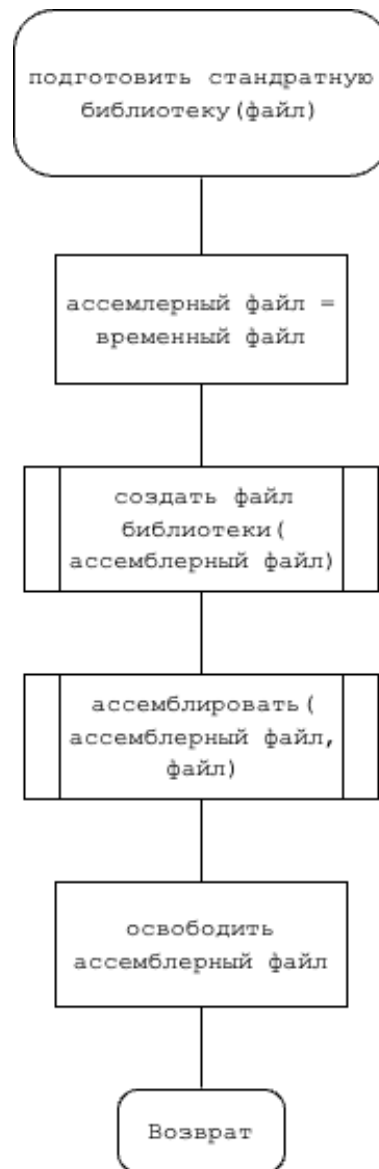 подготовить стандратную
библиотеку(файл)
ассемлерный файл =
временный файл
создать файл
библиотеки(
ассемблерный файл)
ассемблировать(
ассемблерный файл,
файл)
освободить
ассемблерный файл
Возврат